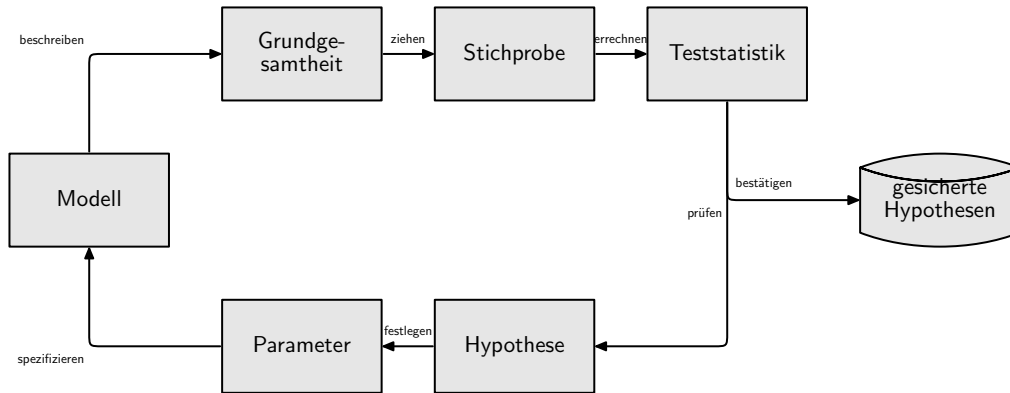 beschreiben
Grundge-
samtheit
ziehen
Stichprobe
errechnen
Teststatistik
Modell
bestätigen
gesicherte
Hypothesen
prüfen
spezifizieren
Parameter
festlegen
Hypothese